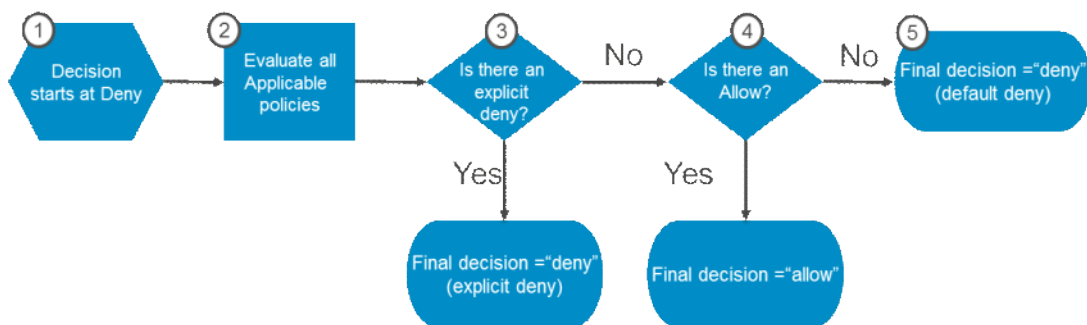 1
Decision
starts at Deny
2
Evaluate all
Applicable
policies
3
Is there an
explicit
deny?
No
4
Is there an
Allow?
No
5
Final decision =“deny”
(default deny)
Yes
Final decision =“deny”
(explicit deny)
Yes
Final decision =“allow”